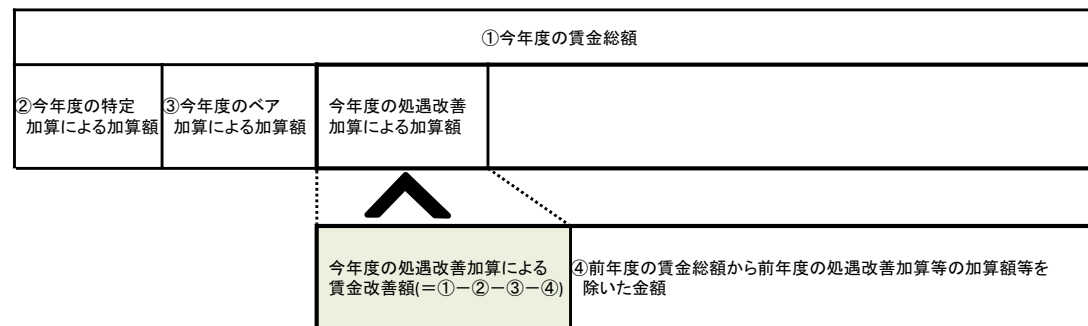 ①今年度の賃金総額
②今年度の特定
加算による加算額
③今年度のベア
加算による加算額
今年度の処遇改善
加算による加算額
今年度の処遇改善加算による
賃金改善額(＝①－②－③－④)
④前年度の賃金総額から前年度の処遇改善加算等の加算額等を
除いた金額